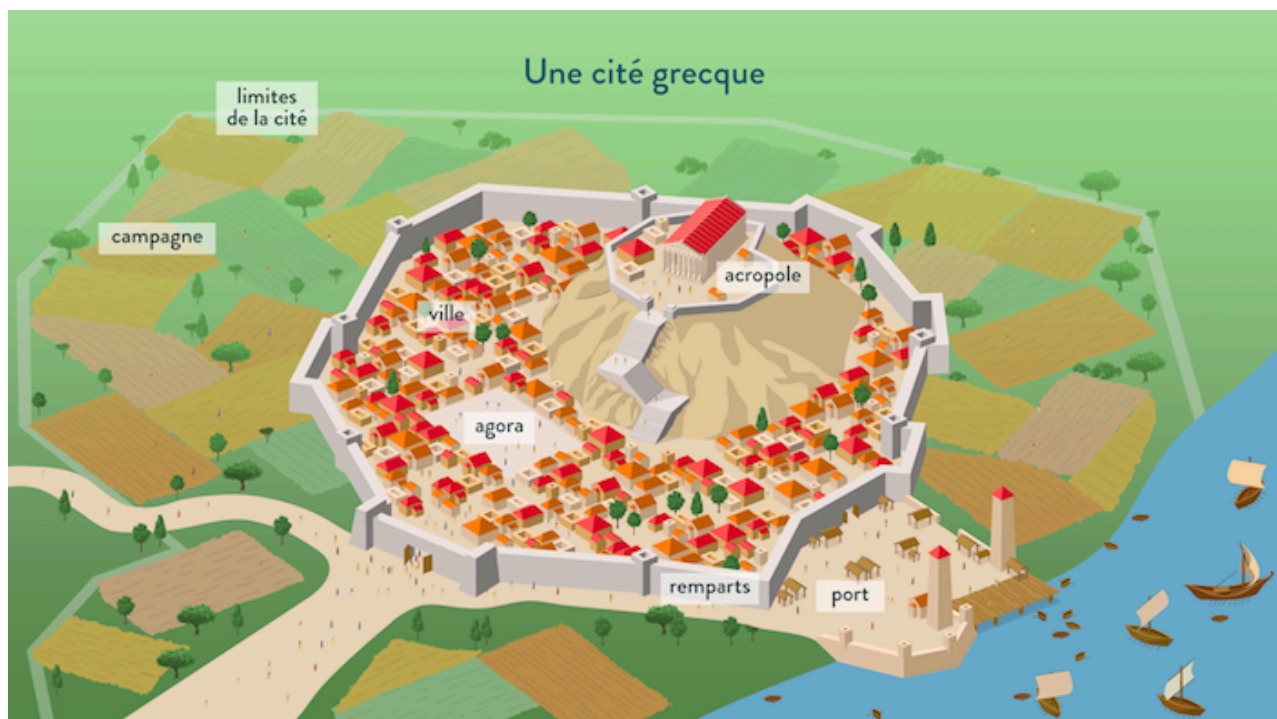 Une cité grecque
limites
de la cité
campagne
acropole
ville
agora
remparts
port